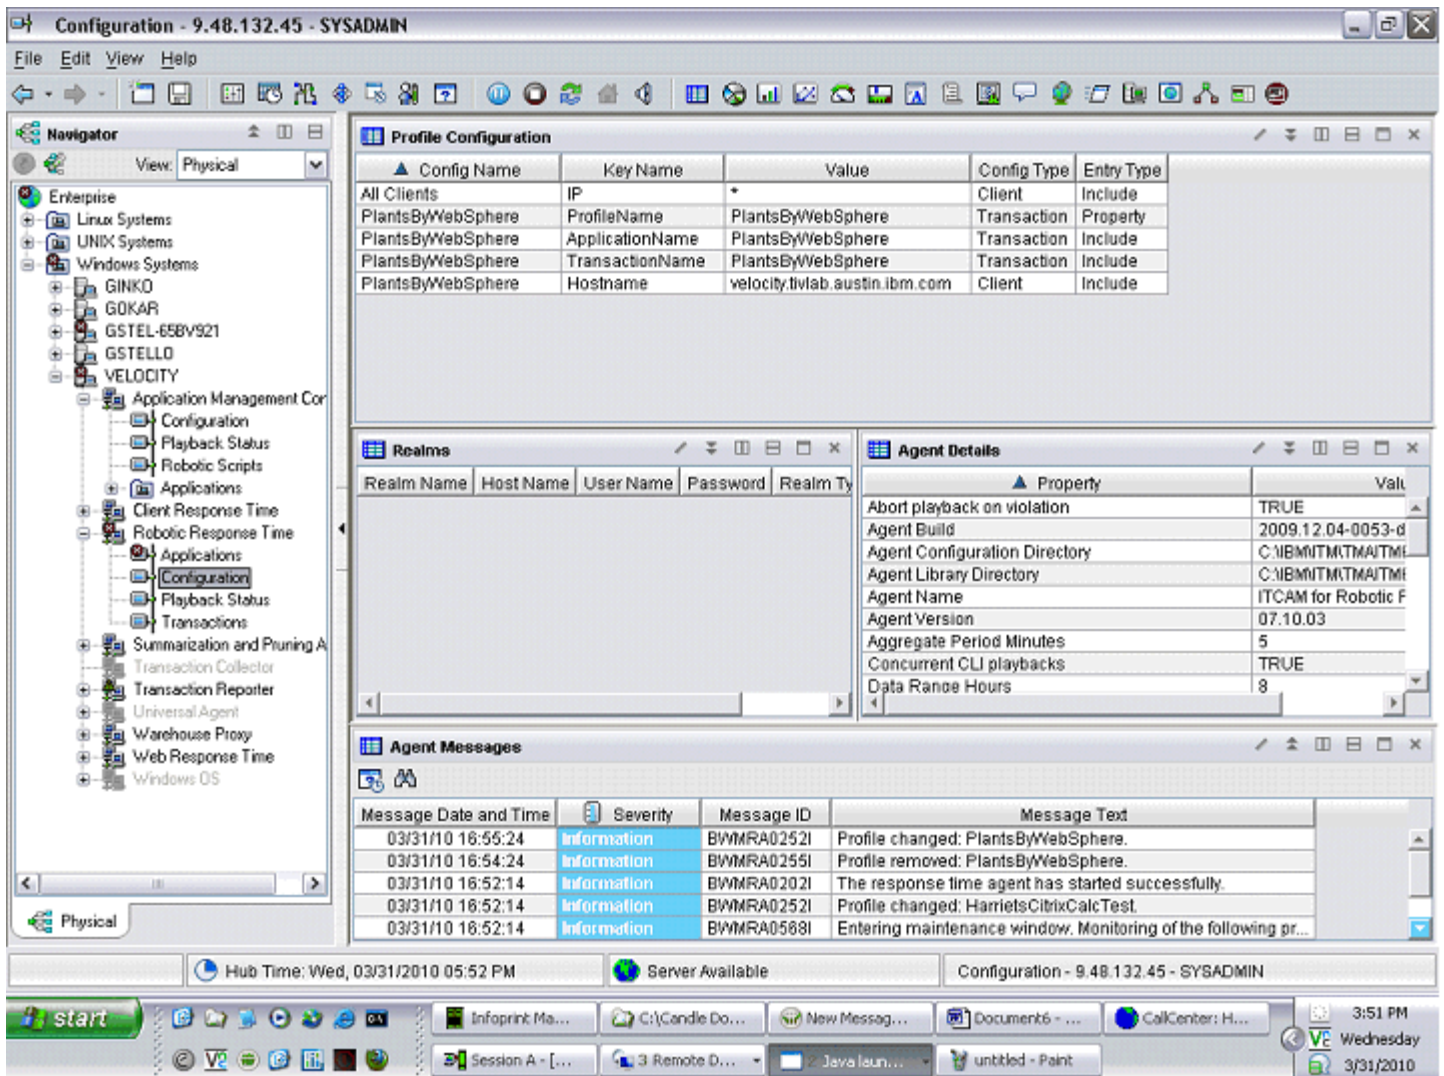 Configuration - 9.48.132.45 - SYSADMIN
File Edit View Help
Navigator
View: Physical
Enterprise
Linux Systems
UNIX Systems
Windows Systems
GINKO
GOKAR
GSTEL-65BV921
GSTELLO
VELOCITY
Application Management Con
Configuration
Playback Status
Robotic Scripts
Applications
Client Response Time
Robotic Response Time
Applications
Configuration
Playback Status
Transactions
Summarization and Pruning A
Transaction Collector
Transaction Reporter
Universal Agent
Warehouse Proxy
Web Response Time
Windows OS
Physical
Profile Configuration
Config Name Key Name Value Config Type Entry Type
All Clients IP * Client Include
PlantsByWebSphere ProfileName PlantsByWebSphere Transaction Property
PlantsByWebSphere ApplicationName PlantsByWebSphere Transaction Include
PlantsByWebSphere TransactionName PlantsByWebSphere Transaction Include
PlantsByWebSphere Hostname velocity.tivlab.austin.ibm.com Client Include
Realms
Realm Name Host Name User Name Password Realm Ty
Agent Details
Property Valu
Abort playback on violation TRUE
Agent Build 2009.12.04-0053-d
Agent Configuration Directory C:\IBM\ITM\TMAITM6
Agent Library Directory C:\IBM\ITM\TMAITM6
Agent Name ITCAM for Robotic R
Agent Version 07.10.03
Aggregate Period Minutes 5
Concurrent CLI playbacks TRUE
Data Range Hours 8
Agent Messages
Message Date and Time Severity Message ID Message Text
03/31/10 16:55:24 Information BWMRA0252I Profile changed: PlantsByWebSphere.
03/31/10 16:54:24 Information BWMRA0255I Profile removed: PlantsByWebSphere.
03/31/10 16:52:14 Information BWMRA0202I The response time agent has started successfully.
03/31/10 16:52:14 Information BWMRA0252I Profile changed: HarrietsCitrixCalcTest.
03/31/10 16:52:14 Information BWMRA0568I Entering maintenance window. Monitoring of the following pr...
Hub Time: Wed, 03/31/2010 05:52 PM Server Available Configuration - 9.48.132.45 - SYSADMIN
start Infoprint Ma... C:\Candle Do... New Messag... Document6 - ... CallCenter: H... 3:51 PM
Session A - [... 3 Remote D... 2 Java laun... untitled - Paint Wednesday
3/31/2010